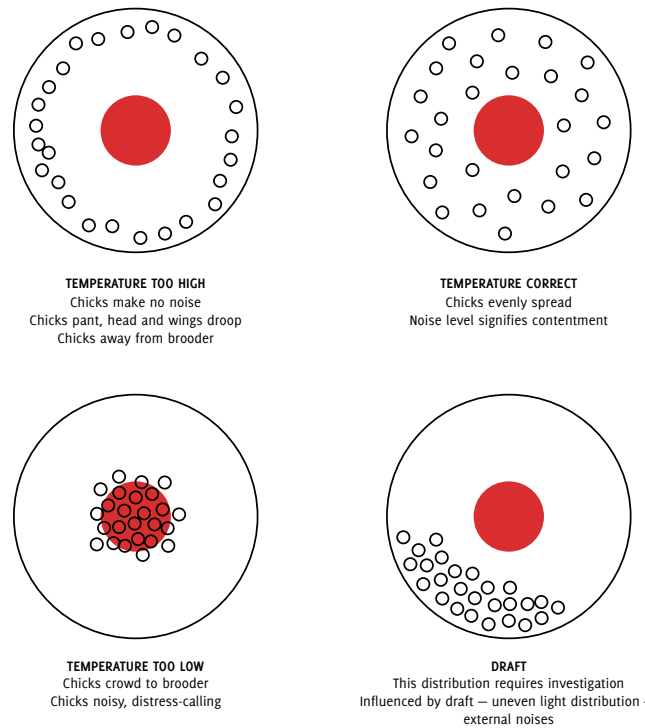 TEMPERATURE TOO HIGH
Chicks make no noise
Chicks pant, head and wings droop
Chicks away from brooder
TEMPERATURE CORRECT
Chicks evenly spread
Noise level signifies contentment
TEMPERATURE TOO LOW
Chicks crowd to brooder
Chicks noisy, distress-calling
DRAFT
This distribution requires investigation
Influenced by draft — uneven light distribution -
external noises